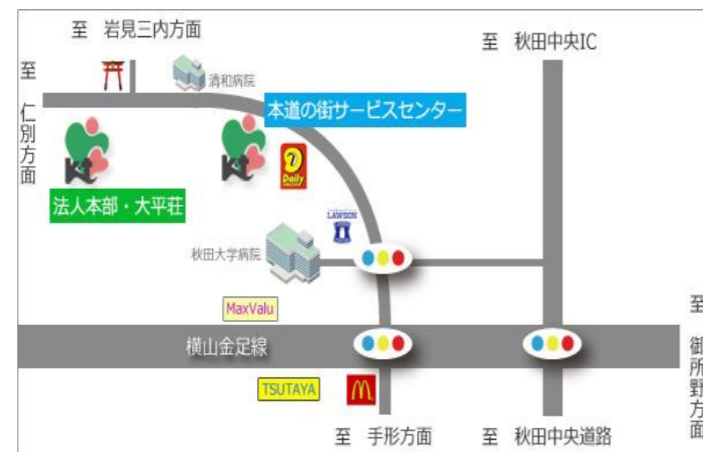 至 岩見三内方面
至 秋田中央IC
至 仁別方面
清和病院
本道の街サービスセンター
Daily
法人本部・大平荘
LAWSON
秋田大学病院
MaxValu
至 御所野方面
横山金足線
TSUTAYA
至 手形方面
至 秋田中央道路